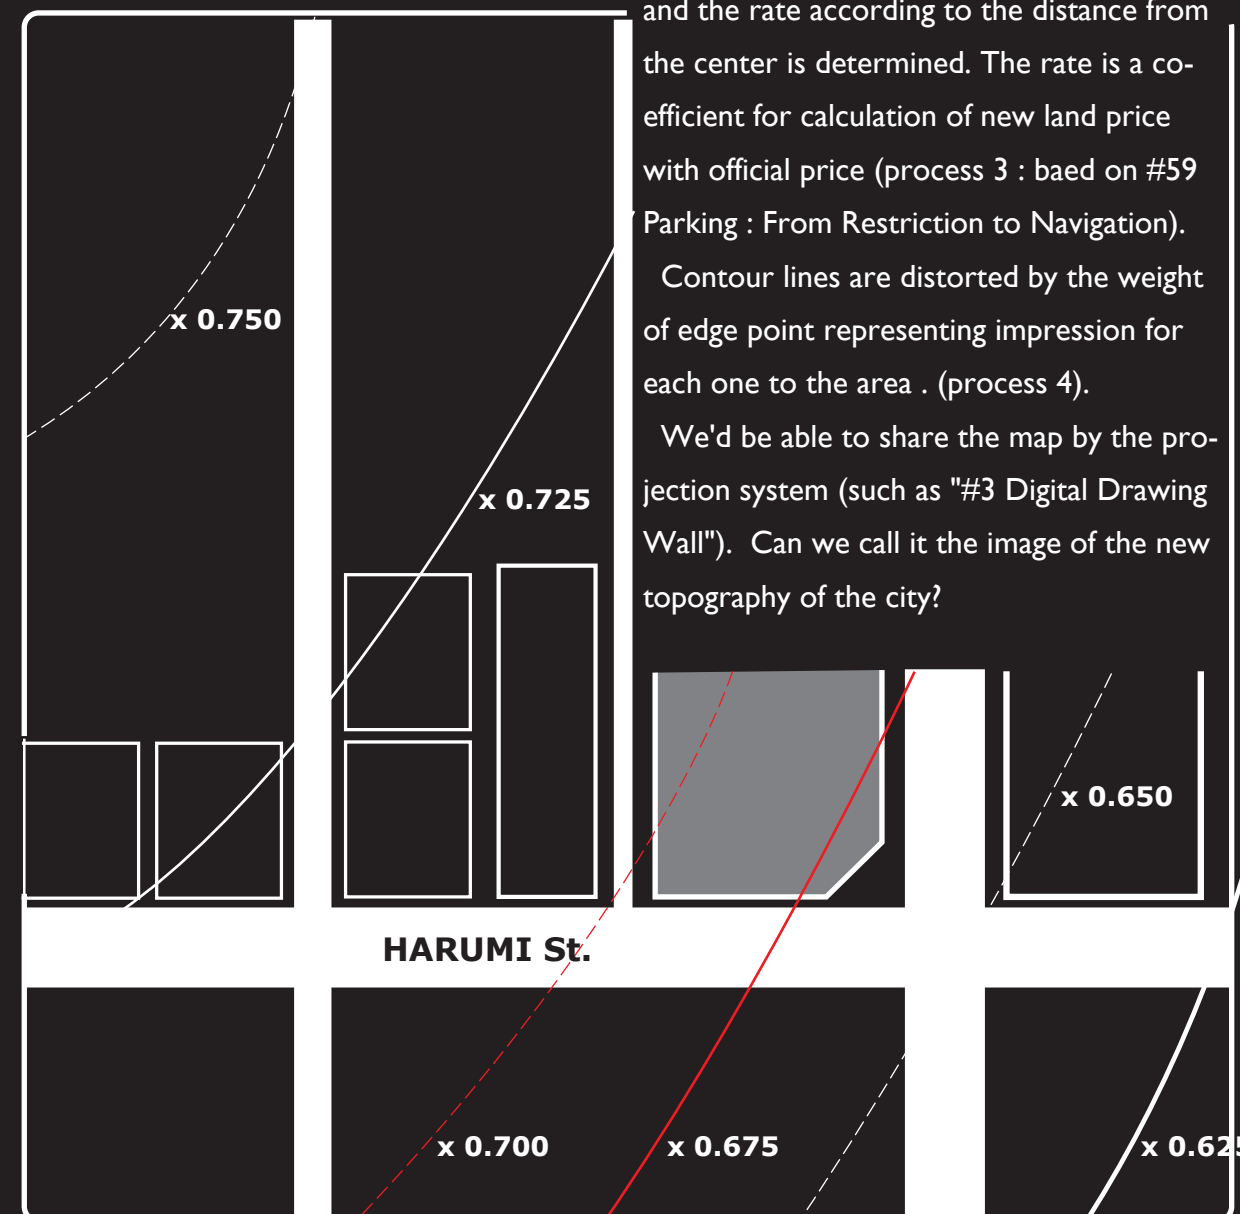 and the rate according to the distance from
the center is determined. The rate is a co-
efficient for calculation of new land price
with official price (process 3 : baed on #59
Parking : From Restriction to Navigation).
Contour lines are distorted by the weight
of edge point representing impression for
each one to the area . (process 4).
We'd be able to share the map by the pro-
jection system (such as "#3 Digital Drawing
Wall").  Can we call it the image of the new
topography of the city?
x 0.750
x 0.725
x 0.650
HARUMI St.
x 0.700
x 0.675
x 0.625